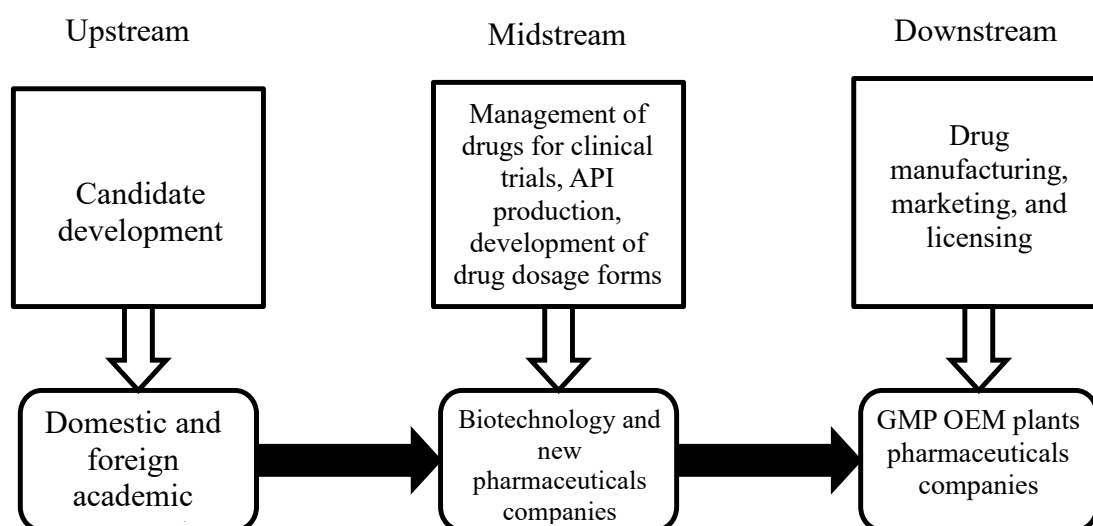 Upstream
Midstream
Downstream
Candidate
development
Management of
drugs for clinical
trials, API
production,
development of
drug dosage forms
Drug
manufacturing,
marketing, and
licensing
Domestic and
foreign
academic
Biotechnology and
new
pharmaceuticals
companies
GMP OEM plants
pharmaceuticals
companies